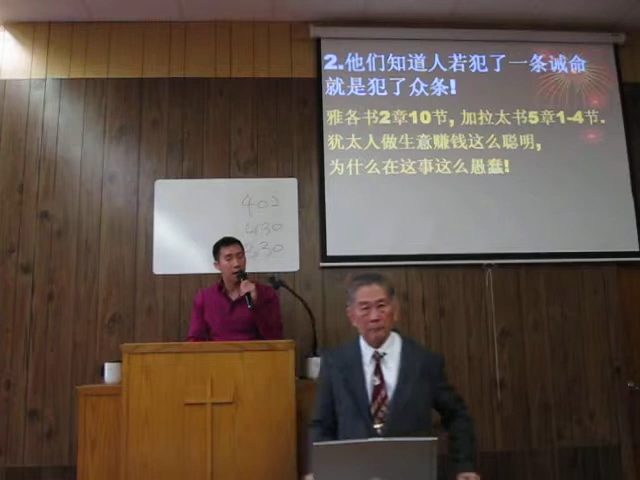 2.他们知道人若犯了一条诫命
就是犯了众条!
雅各书2章10节, 加拉太书5章1-4节.
犹太人做生意赚钱这么聪明,
为什么在这事这么愚蠢!
402
430